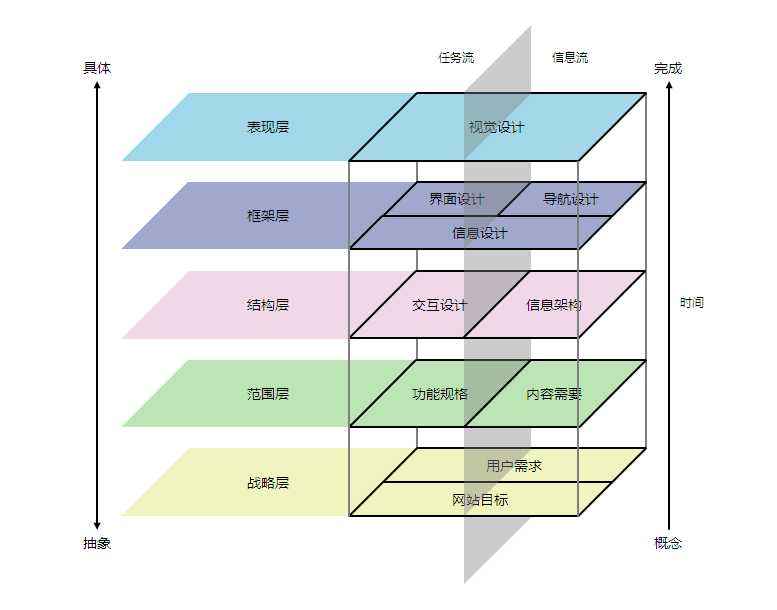 任务流
信息流
具体
完成
表现层
视觉设计
框架层
界面设计
导航设计
信息设计
结构层
交互设计
信息架构
时间
范围层
功能规格
内容需要
战略层
用户需求
网站目标
抽象
概念